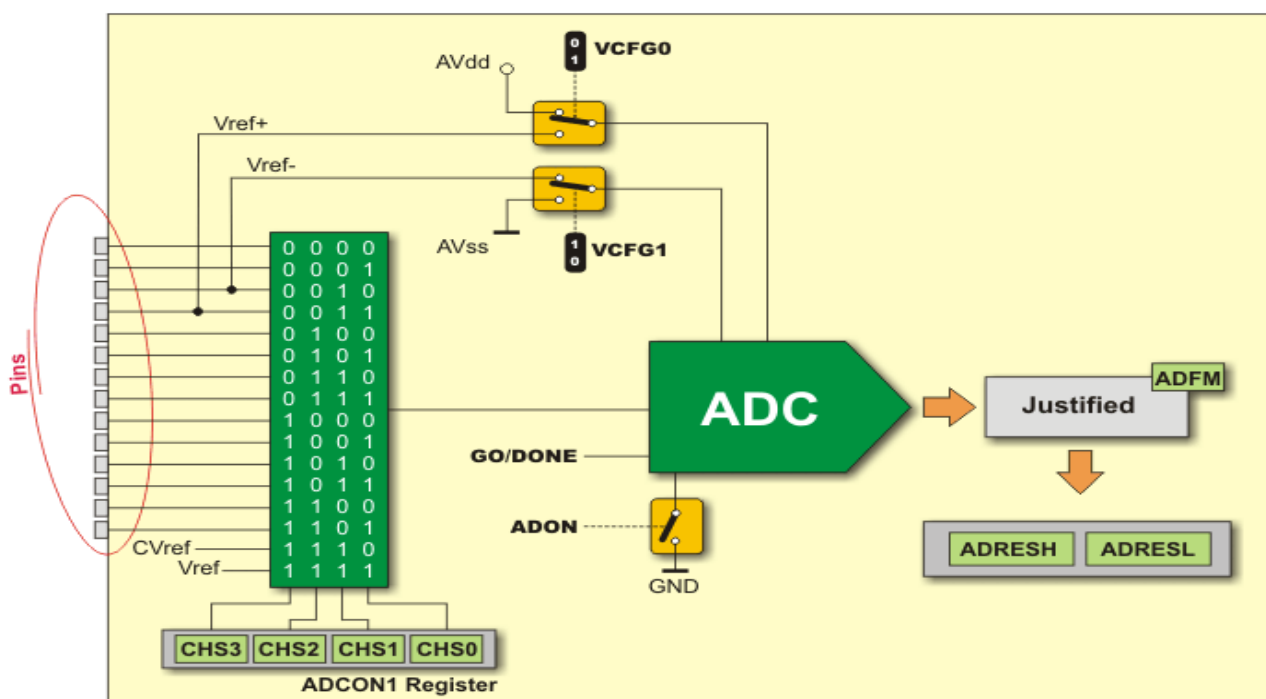 0
1
VCFG0
AVdd
Vref+
Vref-
AVss
1
0
VCFG1
Pins
0 0 0 0
0 0 0 1
0 0 1 0
0 0 1 1
0 1 0 0
0 1 0 1
0 1 1 0
0 1 1 1
1 0 0 0
1 0 0 1
1 0 1 0
1 0 1 1
1 1 0 0
1 1 0 1
CVref 1 1 1 0
Vref 1 1 1 1
CHS3 CHS2 CHS1 CHS0
ADCON1 Register
ADC
GO/DONE
ADON
GND
ADFM
Justified
ADRESH ADRESL